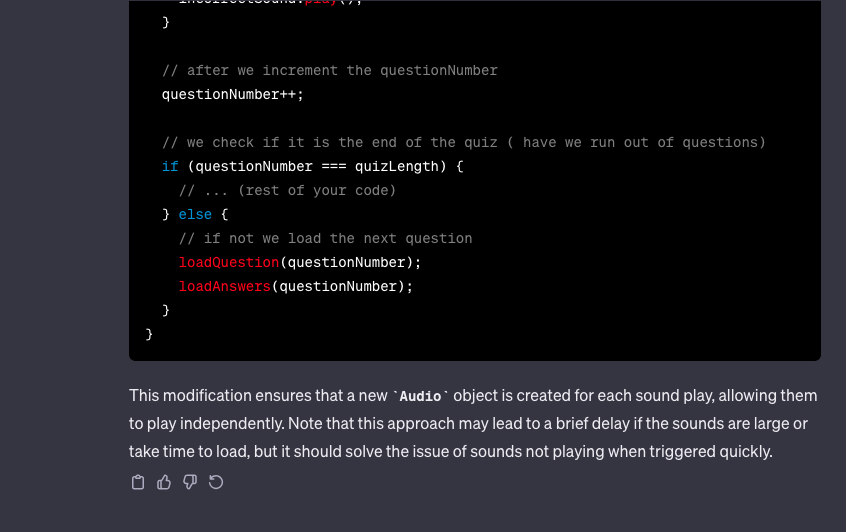 incorrectSound.play();
}
// after we increment the questionNumber
questionNumber++;
// we check if it is the end of the quiz ( have we run out of questions)
if (questionNumber === quizLength) {
// ... (rest of your code)
} else {
// if not we load the next question
loadQuestion(questionNumber);
loadAnswers(questionNumber);
}
}
This modification ensures that a new `Audio` object is created for each sound play, allowing them
to play independently. Note that this approach may lead to a brief delay if the sounds are large or
take time to load, but it should solve the issue of sounds not playing when triggered quickly.